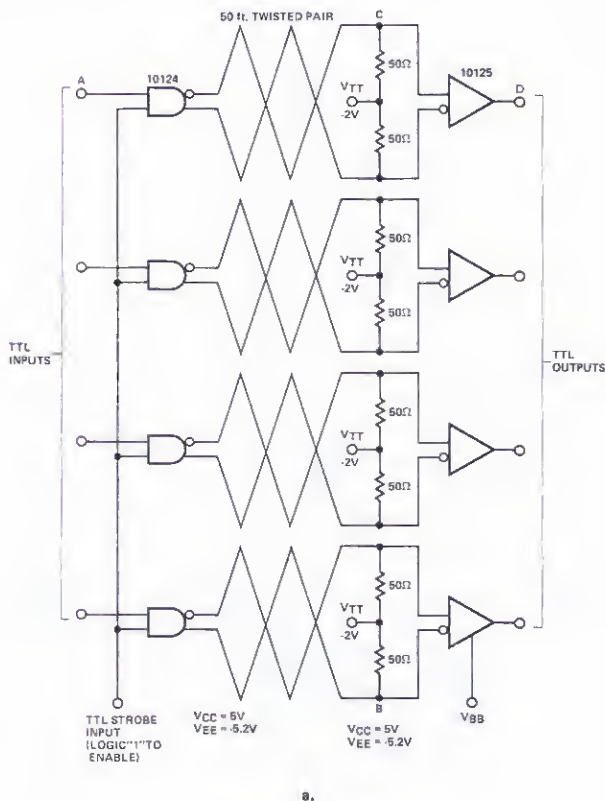 50 ft. TWISTED PAIR
C
A
10124
50Ω
10125
D
VTT
-2V
50Ω
50Ω
VTT
-2V
50Ω
TTL
INPUTS
TTL
OUTPUTS
50Ω
VTT
-2V
50Ω
50Ω
VTT
-2V
50Ω
B
TTL STROBE
INPUT
(LOGIC"1"TO
ENABLE)
VCC = 5V
VEE = -5.2V
VCC = 5V
VEE = -5.2V
VBB
a.